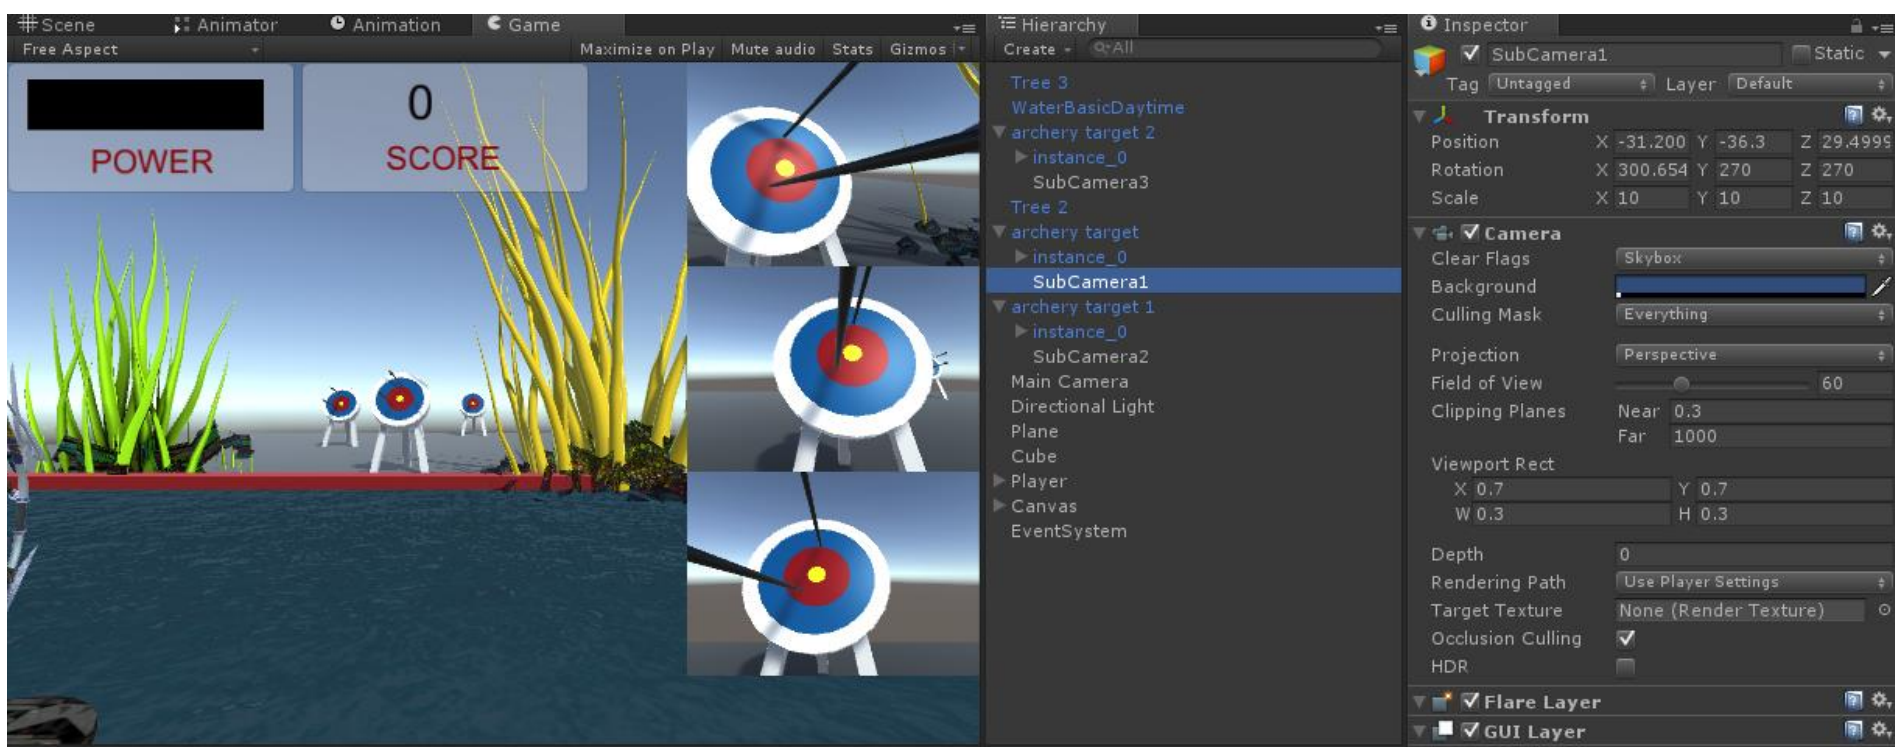 Scene Animator Animation Game
Free Aspect Maximize on Play Mute audio Stats Gizmos
POWER
0
SCORE
Hierarchy
Create All
Tree 3
WaterBasicDaytime
archery target 2
instance_0
SubCamera3
Tree 2
archery target
instance_0
SubCamera1
archery target 1
instance_0
SubCamera2
Main Camera
Directional Light
Plane
Cube
Player
Canvas
EventSystem
Inspector
SubCamera1 Static
Tag Untagged Layer Default
Transform
Position X -31.200 Y -36.3 Z 29.4999
Rotation X 300.654 Y 270 Z 270
Scale X 10 Y 10 Z 10
Camera
Clear Flags Skybox
Background
Culling Mask Everything
Projection Perspective
Field of View 60
Clipping Planes Near 0.3
Far 1000
Viewport Rect
X 0.7 Y 0.7
W 0.3 H 0.3
Depth 0
Rendering Path Use Player Settings
Target Texture None (Render Texture)
Occlusion Culling
HDR
Flare Layer
GUI Layer